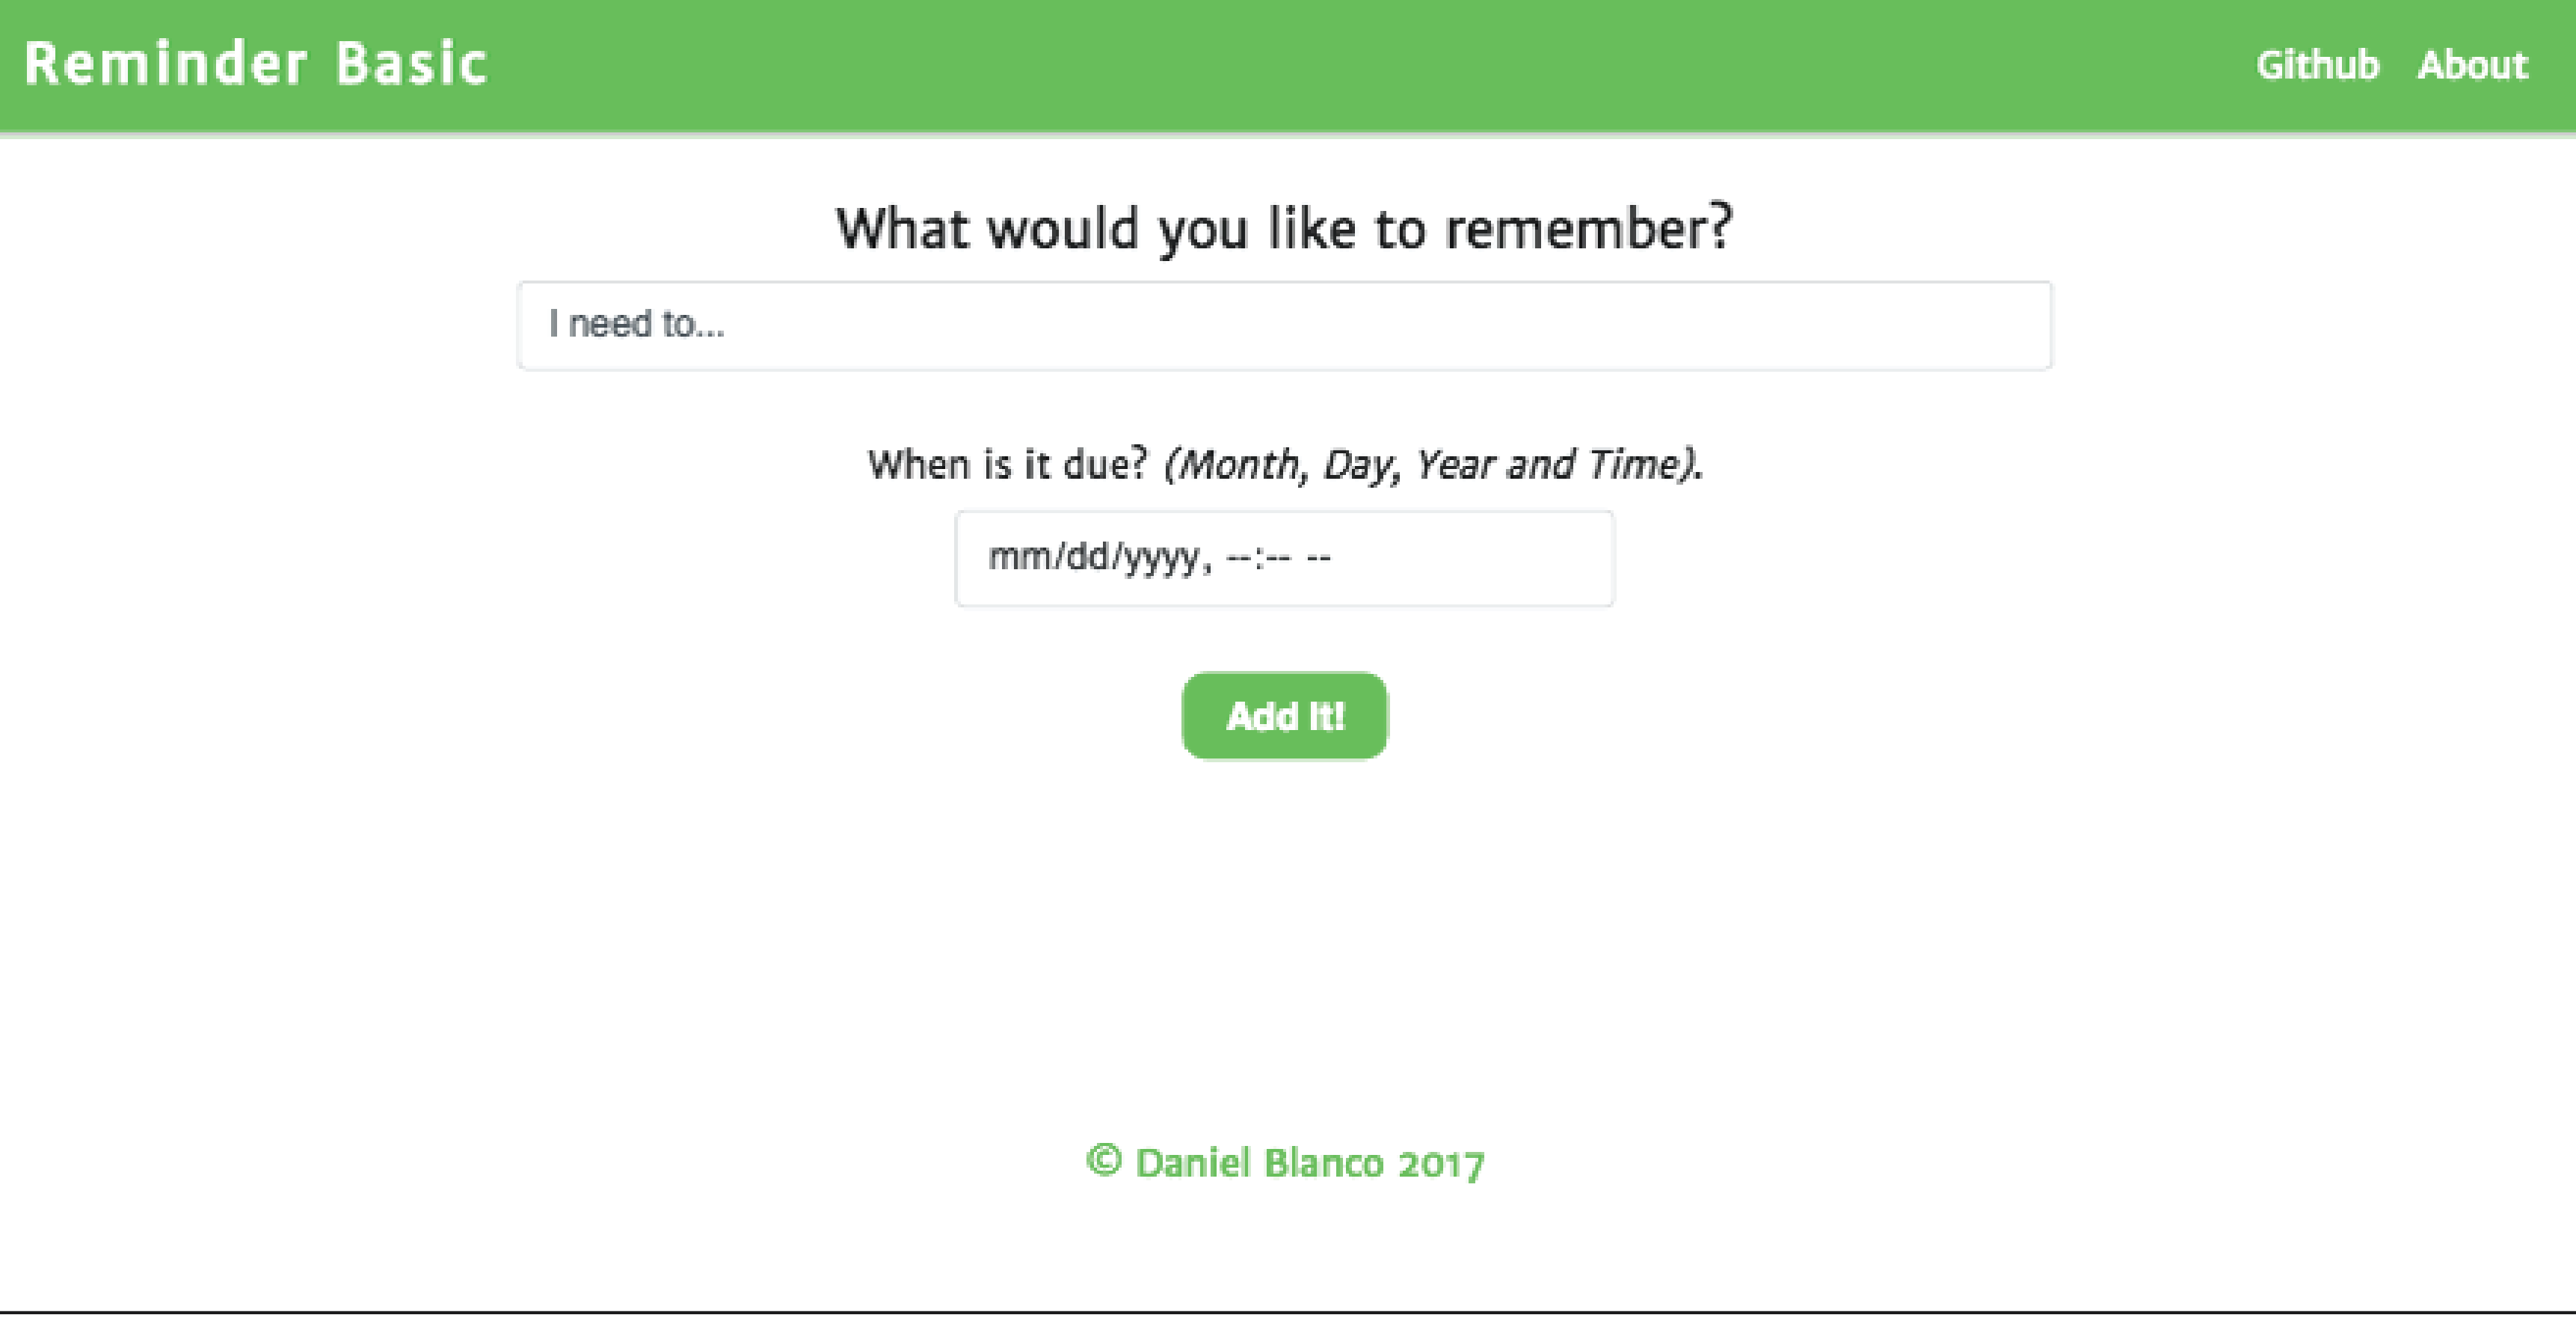 Reminder Basic
Github About
What would you like to remember?
I need to...
When is it due? (Month, Day, Year and Time).
mm/dd/yyyy, --:-- --
Add It!
© Daniel Blanco 2017